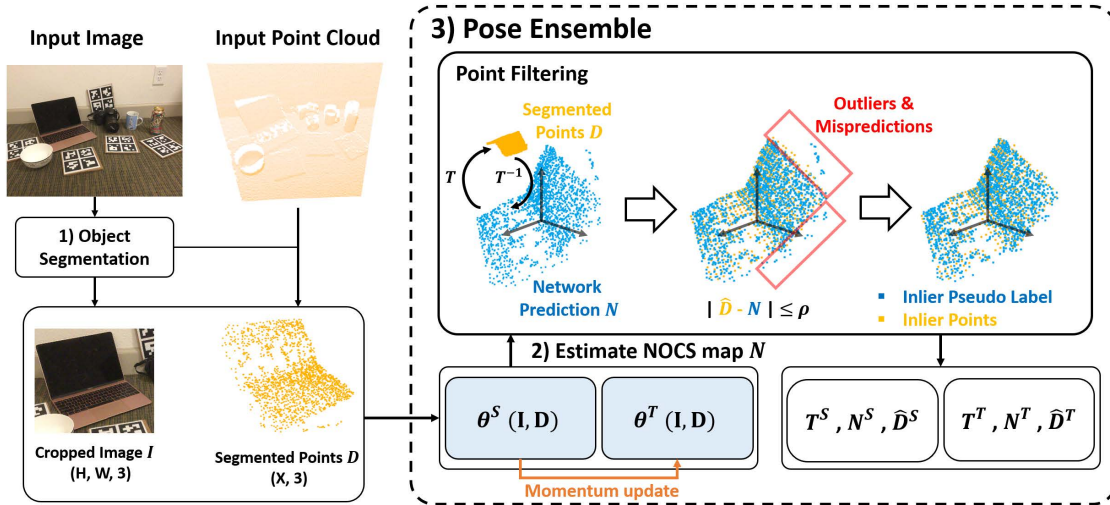 Input Image
Input Point Cloud
1) Object
Segmentation
Cropped Image I
(H, W, 3)
Segmented Points D
(X, 3)
3) Pose Ensemble
Point Filtering
Segmented
Points D
T
T⁻¹
Network
Prediction N
Outliers &
Mispredictions
| D̂ - N | ≤ ρ
Inlier Pseudo Label
Inlier Points
2) Estimate NOCS map N
θ^S (I, D)
θ^T (I, D)
Momentum update
T^S , N^S , D̂^S
T^T , N^T , D̂^T